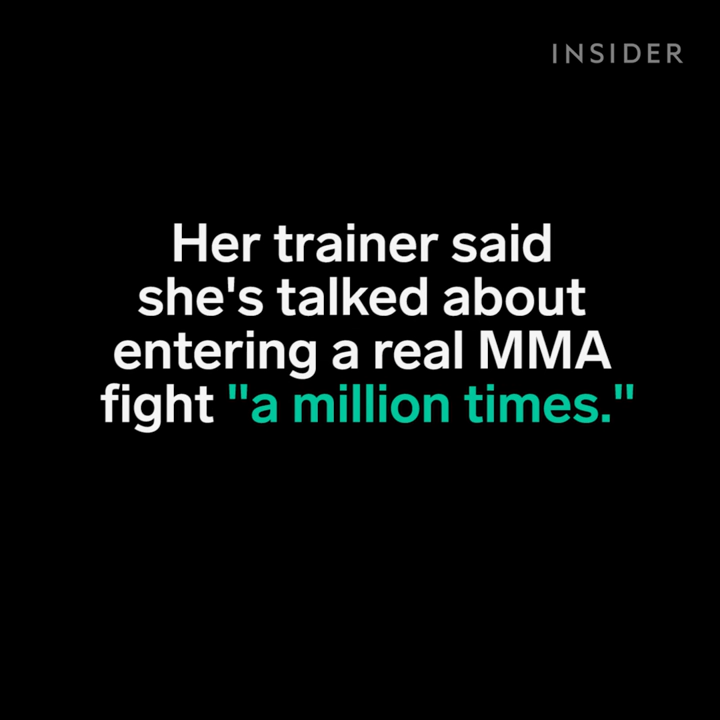 INSIDER
Her trainer said
she's talked about
entering a real MMA
fight "a million times."